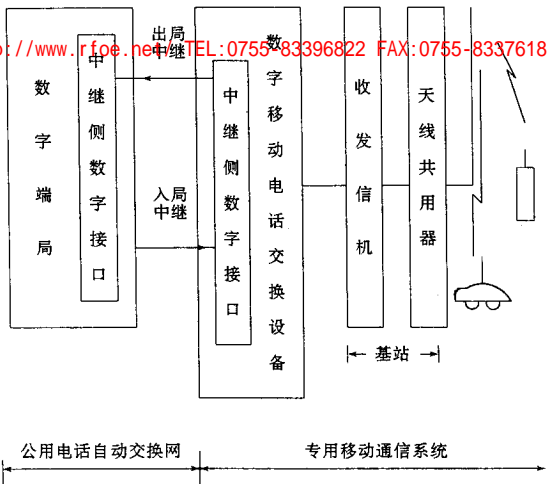 出局
中继
://www.rfoe.net/ TEL:0755-83396822 FAX:0755-8337618
数字端局
中继侧数字接口
入局
中继
中继侧数字接口
数字移动电话交换设备
收发信机
天线共用器
基站
公用电话自动交换网
专用移动通信系统